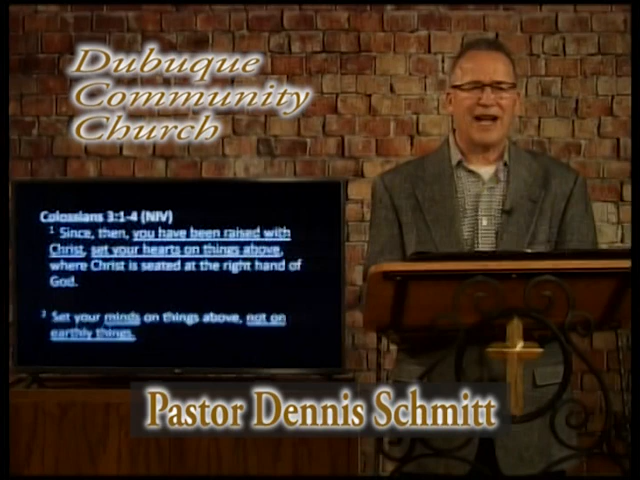 Dubuque
Community
Church
Colossians 3:1-4 (NIV)
1 Since, then, you have been raised with
Christ, set your hearts on things above,
where Christ is seated at the right hand of
God.
2 Set your minds on things above, not on
earthly things.
Pastor Dennis Schmitt